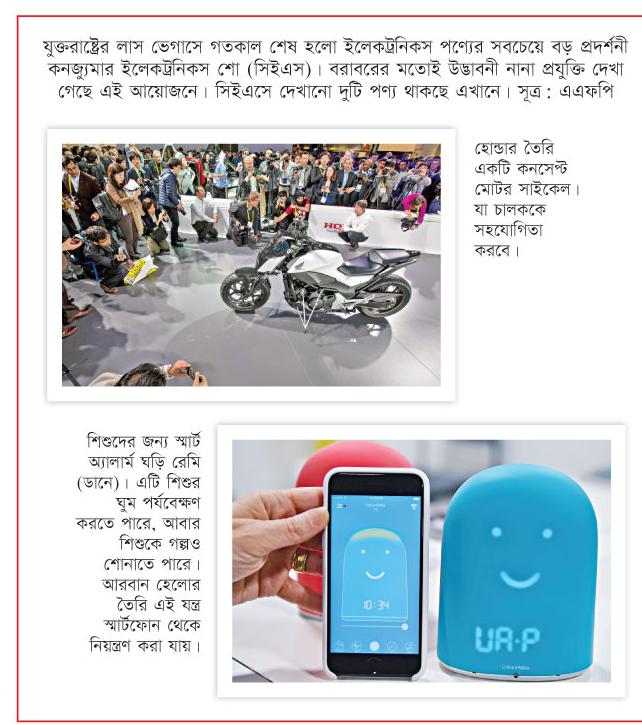 যুক্তরাষ্ট্রের লাস ভেগাসে গতকাল শেষ হলো ইলেকট্রনিকস পণ্যের সবচেয়ে বড় প্রদর্শনী
কনজ্যুমার ইলেকট্রনিকস শো (সিইএস)। বরাবরের মতোই উদ্ভাবনী নানা প্রযুক্তি দেখা
গেছে এই আয়োজনে। সিইএসে দেখানো দুটি পণ্য থাকছে এখানে। সূত্র : এএফপি
হোন্ডার তৈরি
একটি কনসেপ্ট
মোটর সাইকেল।
যা চালককে
সহযোগিতা
করবে।
HO
শিশুদের জন্য স্মার্ট
অ্যালার্ম ঘড়ি রেমি
(ডানে)। এটি শিশুর
ঘুম পর্যবেক্ষণ
করতে পারে, আবার
শিশুকে গল্পও
শোনাতে পারে।
আরবান হেলোর
তৈরি এই যন্ত্র
স্মার্টফোন থেকে
নিয়ন্ত্রণ করা যায়।
10:34
UA·P
UrbanHello